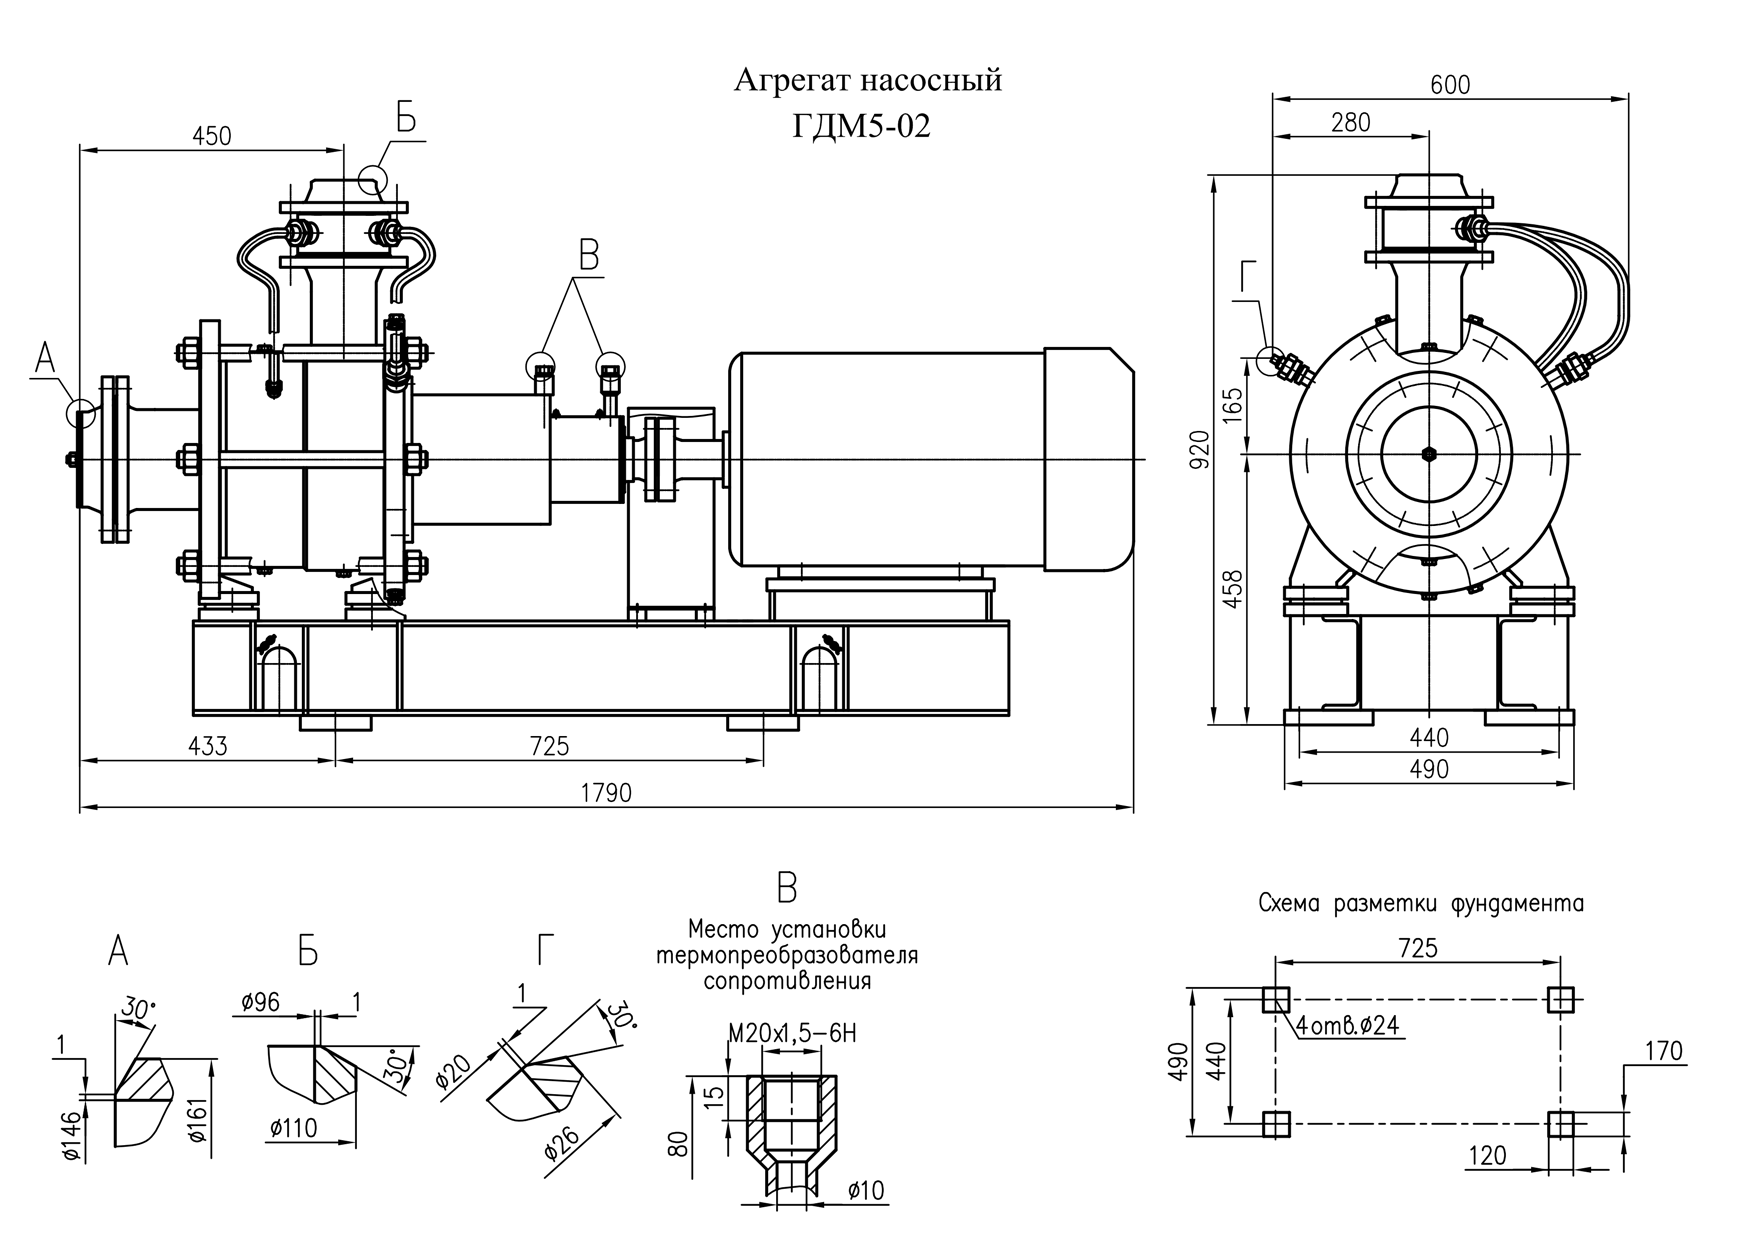 Агрегат насосный
ГДМ5-02
450
Б
В
А
433
725
1790
600
280
Г
165
920
458
440
490
А
30°
1
ø146
ø161
Б
ø96
1
30°
ø110
Г
1
30°
ø20
ø26
В
Место установки
термопреобразователя
сопротивления
M20x1,5-6H
15
80
ø10
Схема разметки фундамента
725
4отв.ø24
490
440
170
120